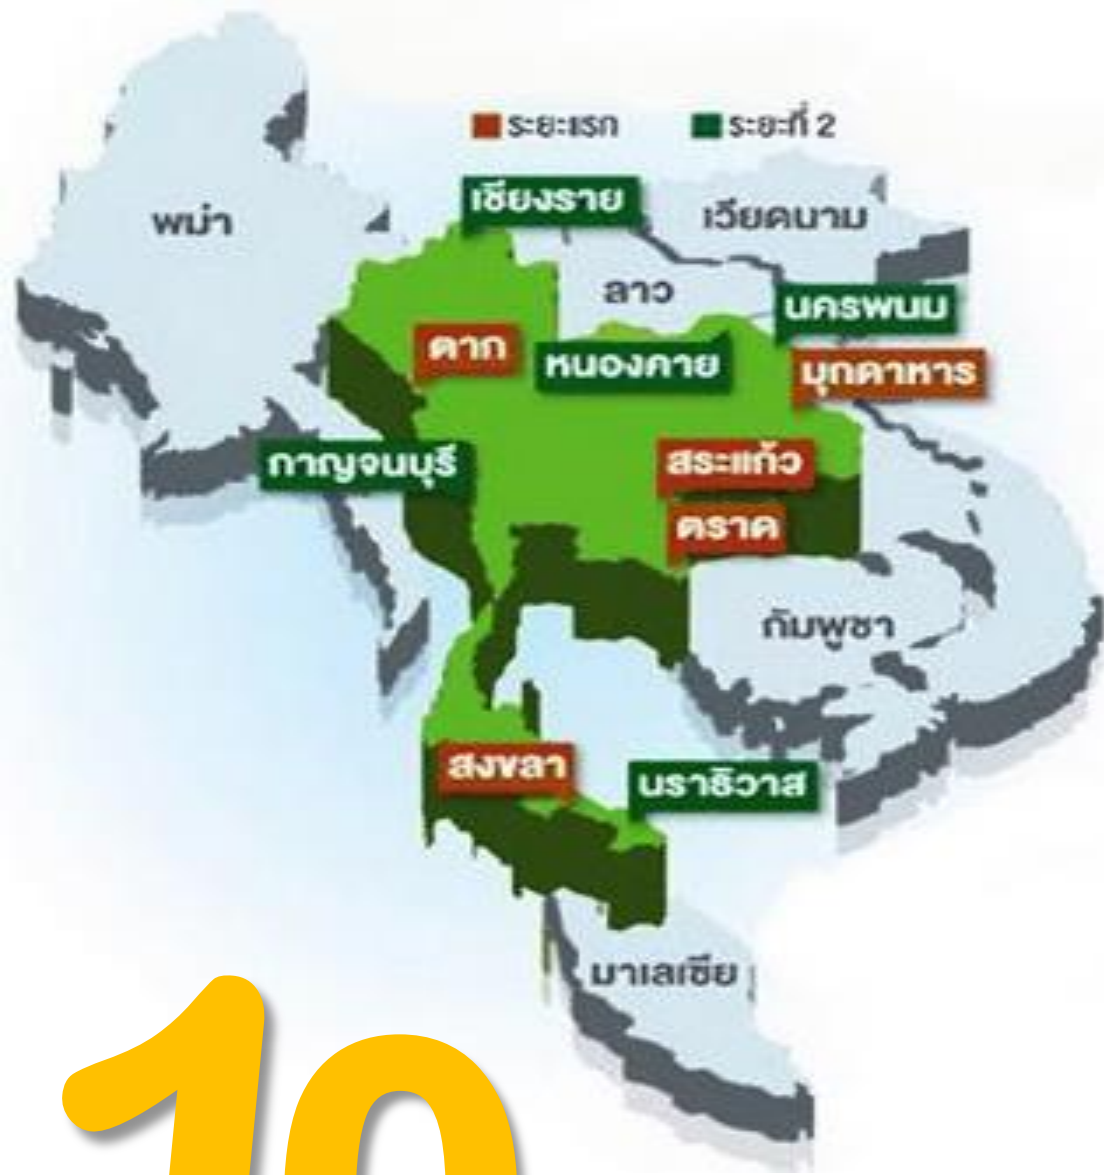 ระยะแรก ระยะที่ 2
เชียงราย
พม่า
เวียดนาม
ลาว
นครพนม
ตาก
หนองคาย
มุกดาหาร
กาญจนบุรี
สระแก้ว
ตราด
กัมพูชา
สงขลา
นราธิวาส
มาเลเซีย
10